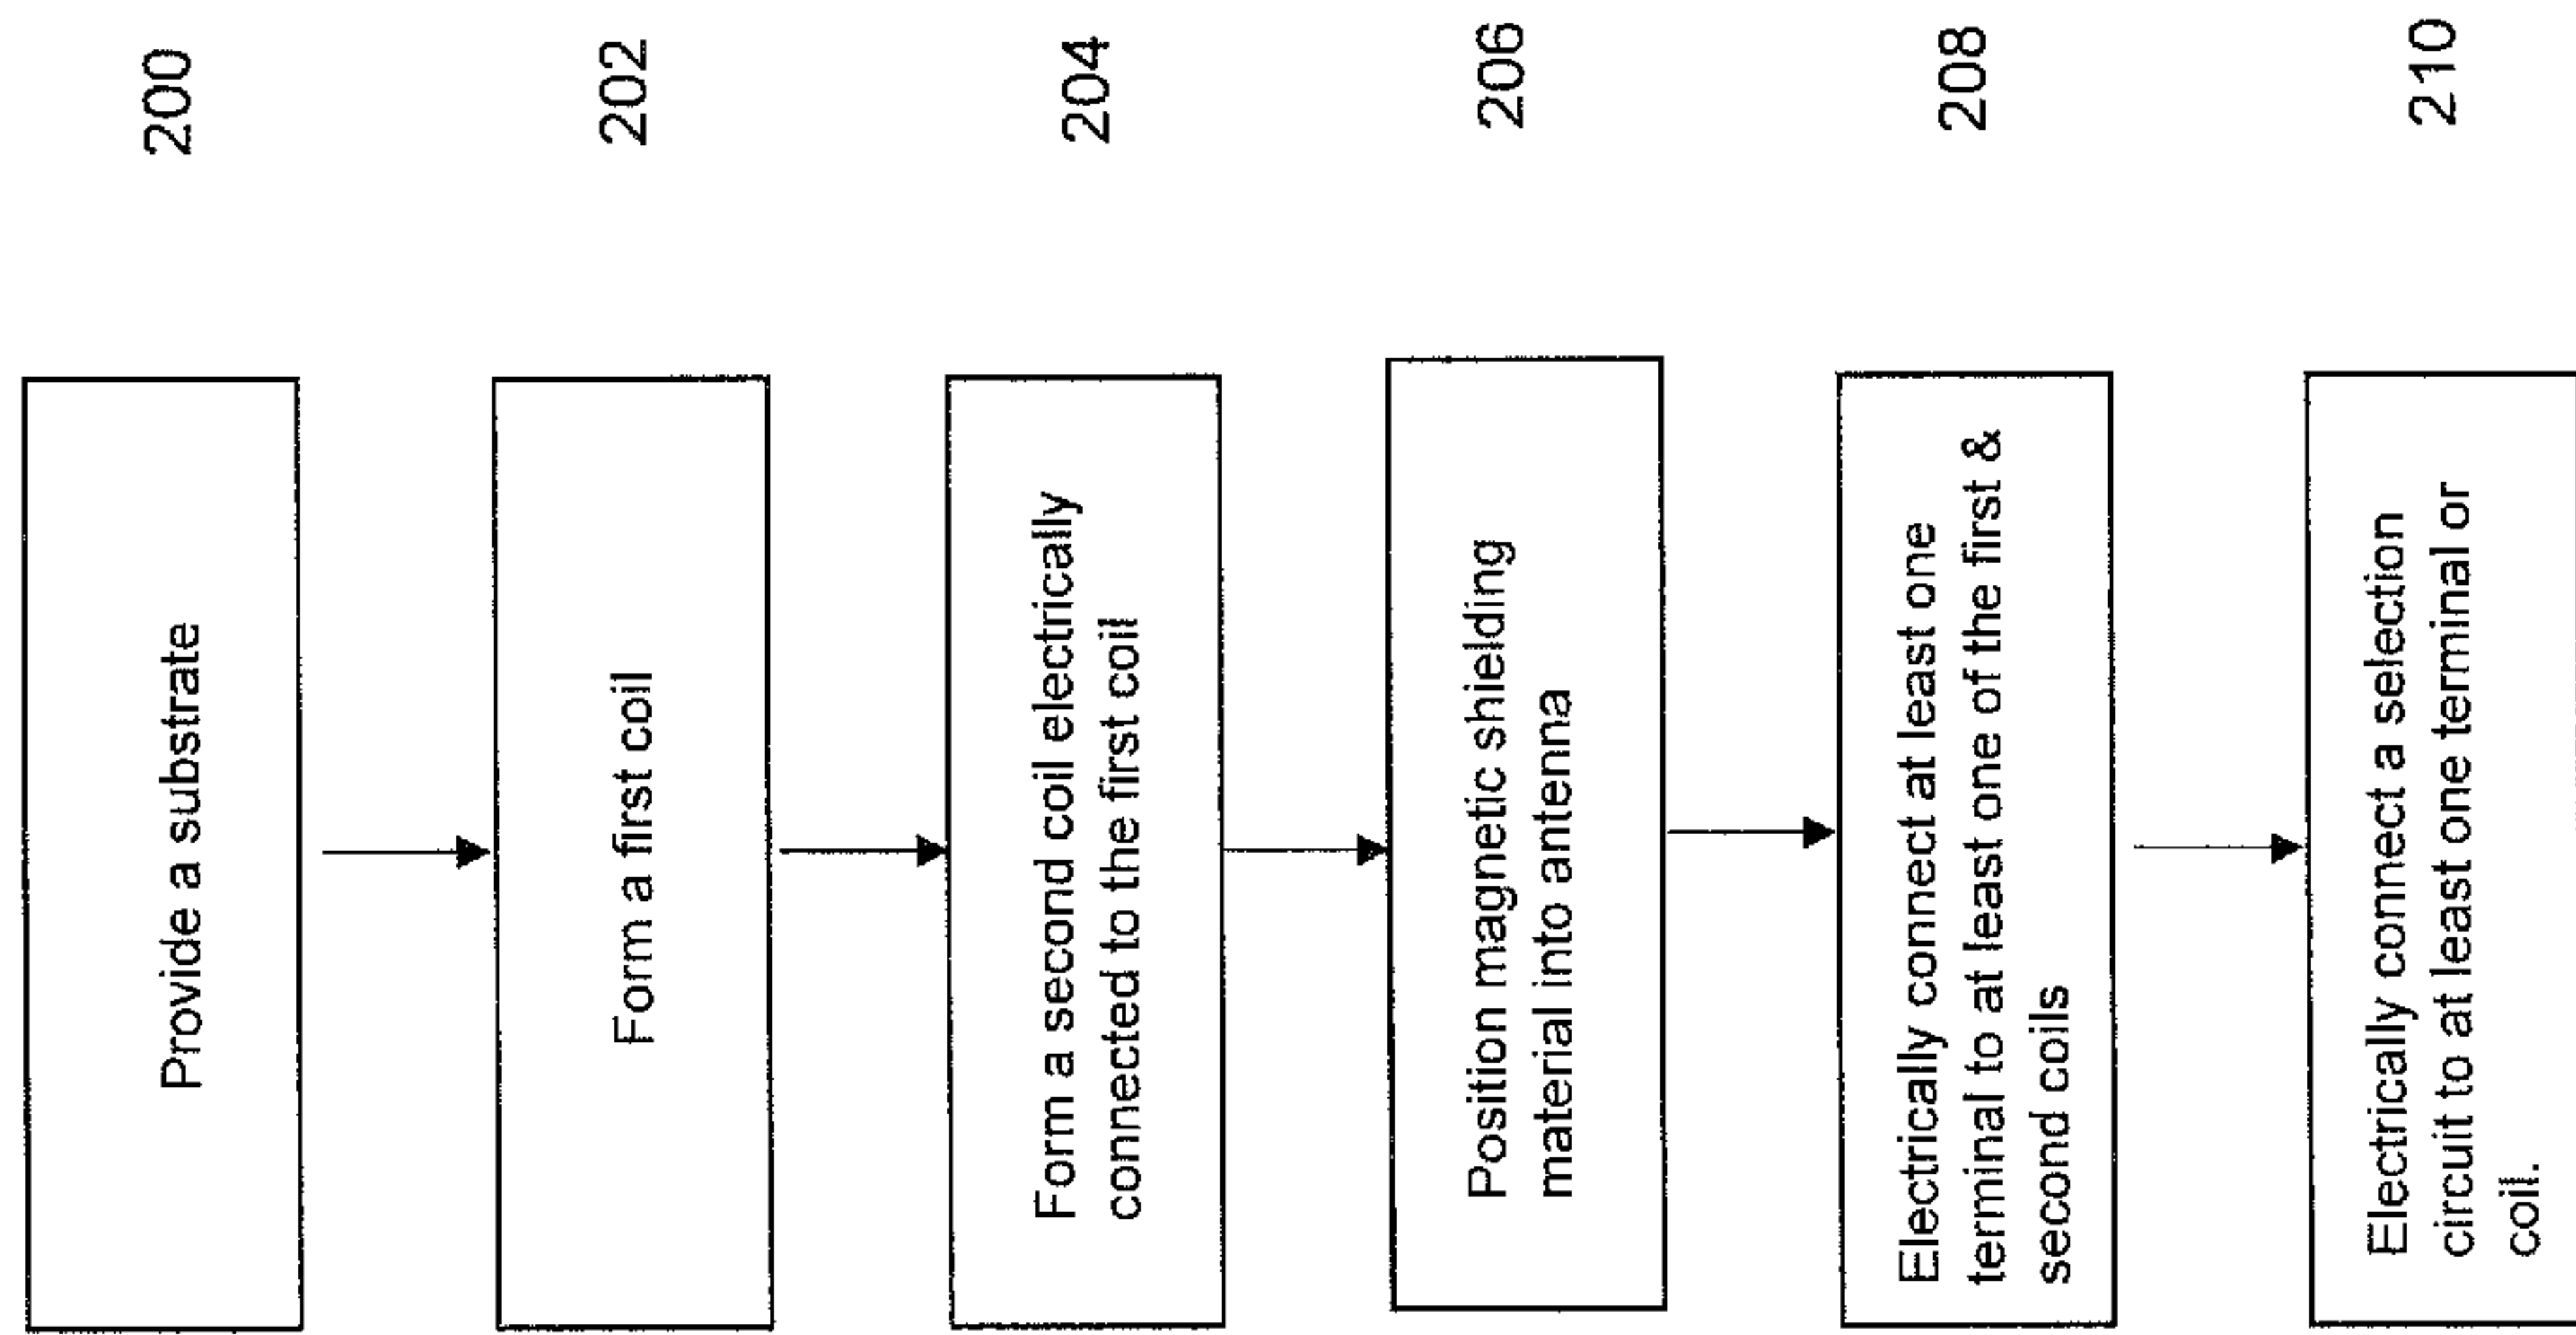 Provide a substrate
200
Form a first coil
202
Form a second coil electrically
connected to the first coil
204
Position magnetic shielding
material into antenna
206
Electrically connect at least one
terminal to at least one of the first &
second coils
208
Electrically connect a selection
circuit to at least one terminal or
coil.
210